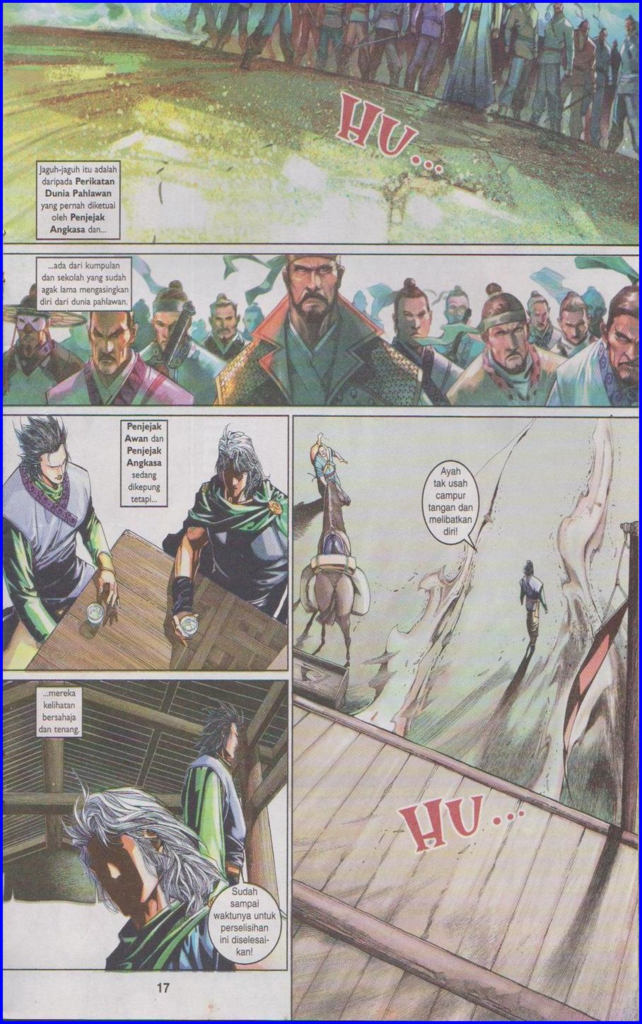 HU...
Jaguh-jaguh itu adalah
daripada Perikatan
Dunia Pahlawan
yang pernah diketuai
oleh Penjejak
Angkasa dan...
...ada dari kumpulan
dan sekolah yang sudah
agak lama mengasingkan
diri dari dunia pahlawan.
Penjejak
Awan dan
Penjejak
Angkasa
sedang
dikepung
tetapi...
...mereka
kelihatan
bersahaja
dan tenang.
Sudah
sampai
waktunya untuk
perselisihan
ini diselesai-
kan!
Ayah
tak usah
campur
tangan dan
melibatkan
diri!
HU...
17